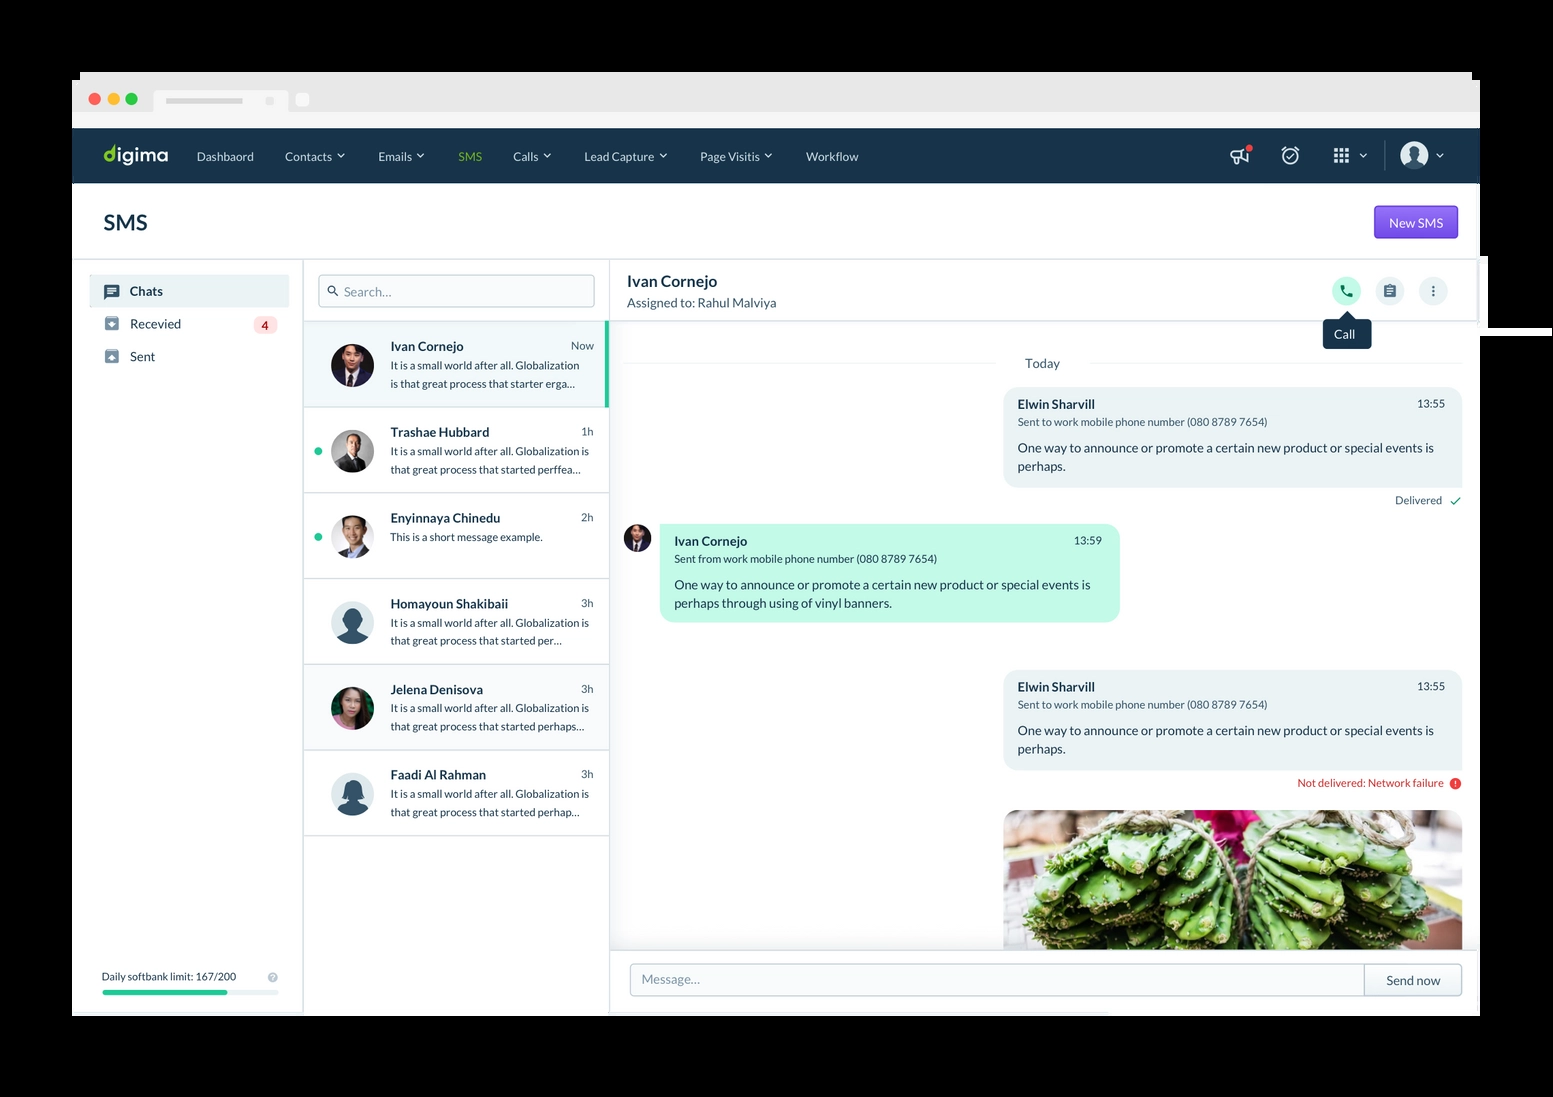 digima
Dashbaord
Contacts
Emails
SMS
Calls
Lead Capture
Page Visitis
Workflow
SMS
New SMS
Chats
Recevied
4
Sent
Daily softbank limit: 167/200
?
Search...
Ivan Cornejo
Now
It is a small world after all. Globalization
is that great process that starter erga...
Trashae Hubbard
1h
It is a small world after all. Globalization is
that great process that started perffea...
Enyinnaya Chinedu
2h
This is a short message example.
Homayoun Shakibaii
3h
It is a small world after all. Globalization is
that great process that started per...
Jelena Denisova
3h
It is a small world after all. Globalization is
that great process that started perhaps...
Faadi Al Rahman
3h
It is a small world after all. Globalization is
that great process that started perhap...
Ivan Cornejo
Assigned to: Rahul Malviya
Call
Today
Elwin Sharvill
13:55
Sent to work mobile phone number (080 8789 7654)
One way to announce or promote a certain new product or special events is
perhaps.
Delivered
Ivan Cornejo
13:59
Sent from work mobile phone number (080 8789 7654)
One way to announce or promote a certain new product or special events is
perhaps through using of vinyl banners.
Elwin Sharvill
13:55
Sent to work mobile phone number (080 8789 7654)
One way to announce or promote a certain new product or special events is
perhaps.
Not delivered: Network failure
Message...
Send now